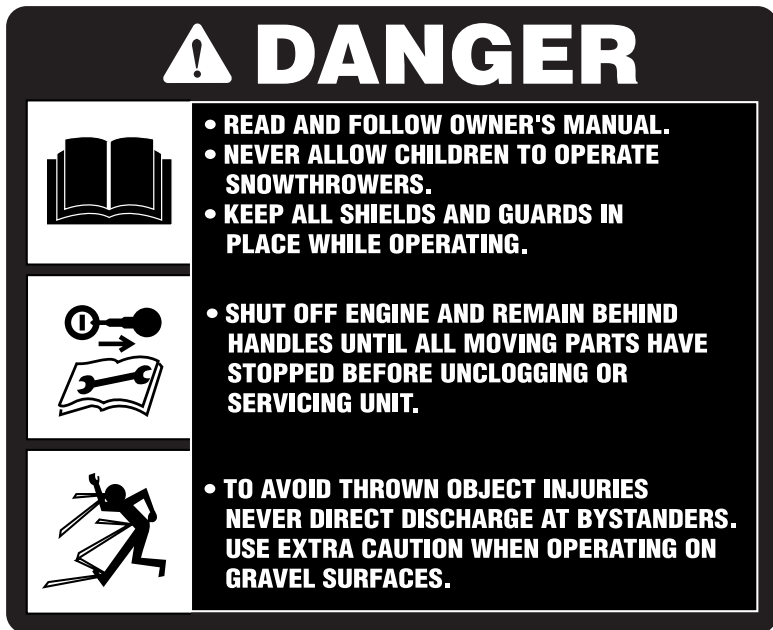 DANGER
• READ AND FOLLOW OWNER'S MANUAL.
• NEVER ALLOW CHILDREN TO OPERATE
SNOWTHROWERS.
• KEEP ALL SHIELDS AND GUARDS IN
PLACE WHILE OPERATING.
• SHUT OFF ENGINE AND REMAIN BEHIND
HANDLES UNTIL ALL MOVING PARTS HAVE
STOPPED BEFORE UNCLOGGING OR
SERVICING UNIT.
• TO AVOID THROWN OBJECT INJURIES
NEVER DIRECT DISCHARGE AT BYSTANDERS.
USE EXTRA CAUTION WHEN OPERATING ON
GRAVEL SURFACES.